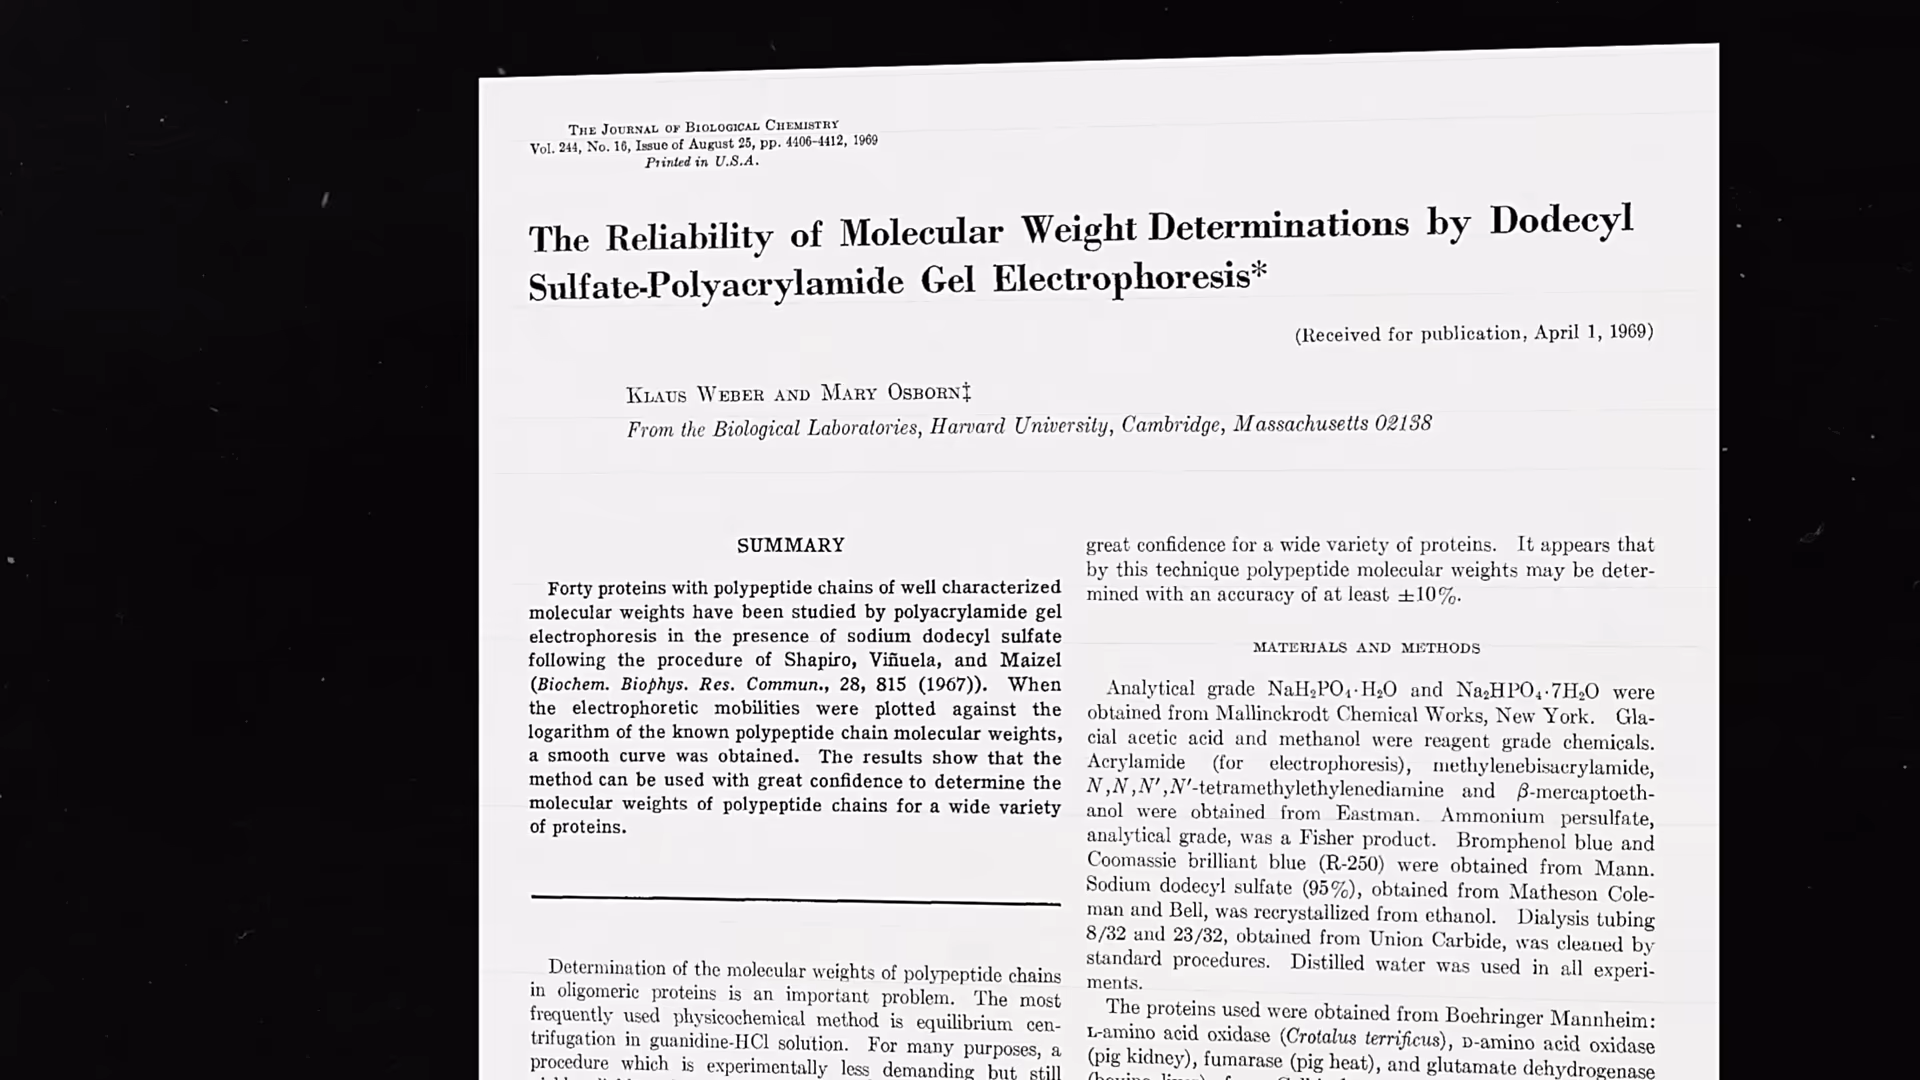 The Journal of Biological Chemistry
Vol. 244, No. 16, Issue of August 25, pp. 4406–4412, 1969
Printed in U.S.A.
The Reliability of Molecular Weight Determinations by Dodecyl
Sulfate-Polyacrylamide Gel Electrophoresis*
(Received for publication, April 1, 1969)
Klaus Weber and Mary Osborn‡
From the Biological Laboratories, Harvard University, Cambridge, Massachusetts 02138
SUMMARY
Forty proteins with polypeptide chains of well characterized
molecular weights have been studied by polyacrylamide gel
electrophoresis in the presence of sodium dodecyl sulfate
following the procedure of Shapiro, Viñuela, and Maizel
(Biochem. Biophys. Res. Commun., 28, 815 (1967)). When
the electrophoretic mobilities were plotted against the
logarithm of the known polypeptide chain molecular weights,
a smooth curve was obtained. The results show that the
method can be used with great confidence to determine the
molecular weights of polypeptide chains for a wide variety
of proteins.
Determination of the molecular weights of polypeptide chains
in oligomeric proteins is an important problem. The most
frequently used physicochemical method is equilibrium cen-
trifugation in guanidine-HCl solution. For many purposes, a
procedure which is experimentally less demanding but still
great confidence for a wide variety of proteins. It appears that
by this technique polypeptide molecular weights may be deter-
mined with an accuracy of at least ±10%.
MATERIALS AND METHODS
Analytical grade NaH₂PO₄·H₂O and Na₂HPO₄·7H₂O were
obtained from Mallinckrodt Chemical Works, New York. Gla-
cial acetic acid and methanol were reagent grade chemicals.
Acrylamide (for electrophoresis), methylenebisacrylamide,
N,N,N′,N′-tetramethylethylenediamine and β-mercaptoeth-
anol were obtained from Eastman. Ammonium persulfate,
analytical grade, was a Fisher product. Bromphenol blue and
Coomassie brilliant blue (R-250) were obtained from Mann.
Sodium dodecyl sulfate (95%), obtained from Matheson Cole-
man and Bell, was recrystallized from ethanol. Dialysis tubing
8/32 and 23/32, obtained from Union Carbide, was cleaned by
standard procedures. Distilled water was used in all experi-
ments.
The proteins used were obtained from Boehringer Mannheim:
L-amino acid oxidase (Crotalus terrificus), D-amino acid oxidase
(pig kidney), fumarase (pig heat), and glutamate dehydrogenase